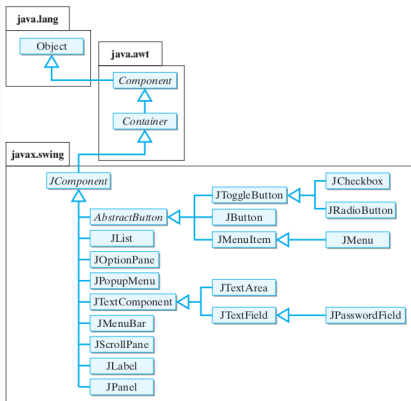 java.lang
Object
java.awt
Component
Container
javax.swing
JComponent
AbstractButton
JToggleButton
JCheckbox
JRadioButton
JButton
JMenuItem
JMenu
JList
JOptionPane
JPopupMenu
JTextComponent
JTextArea
JTextField
JPasswordField
JMenuBar
JScrollPane
JLabel
JPanel